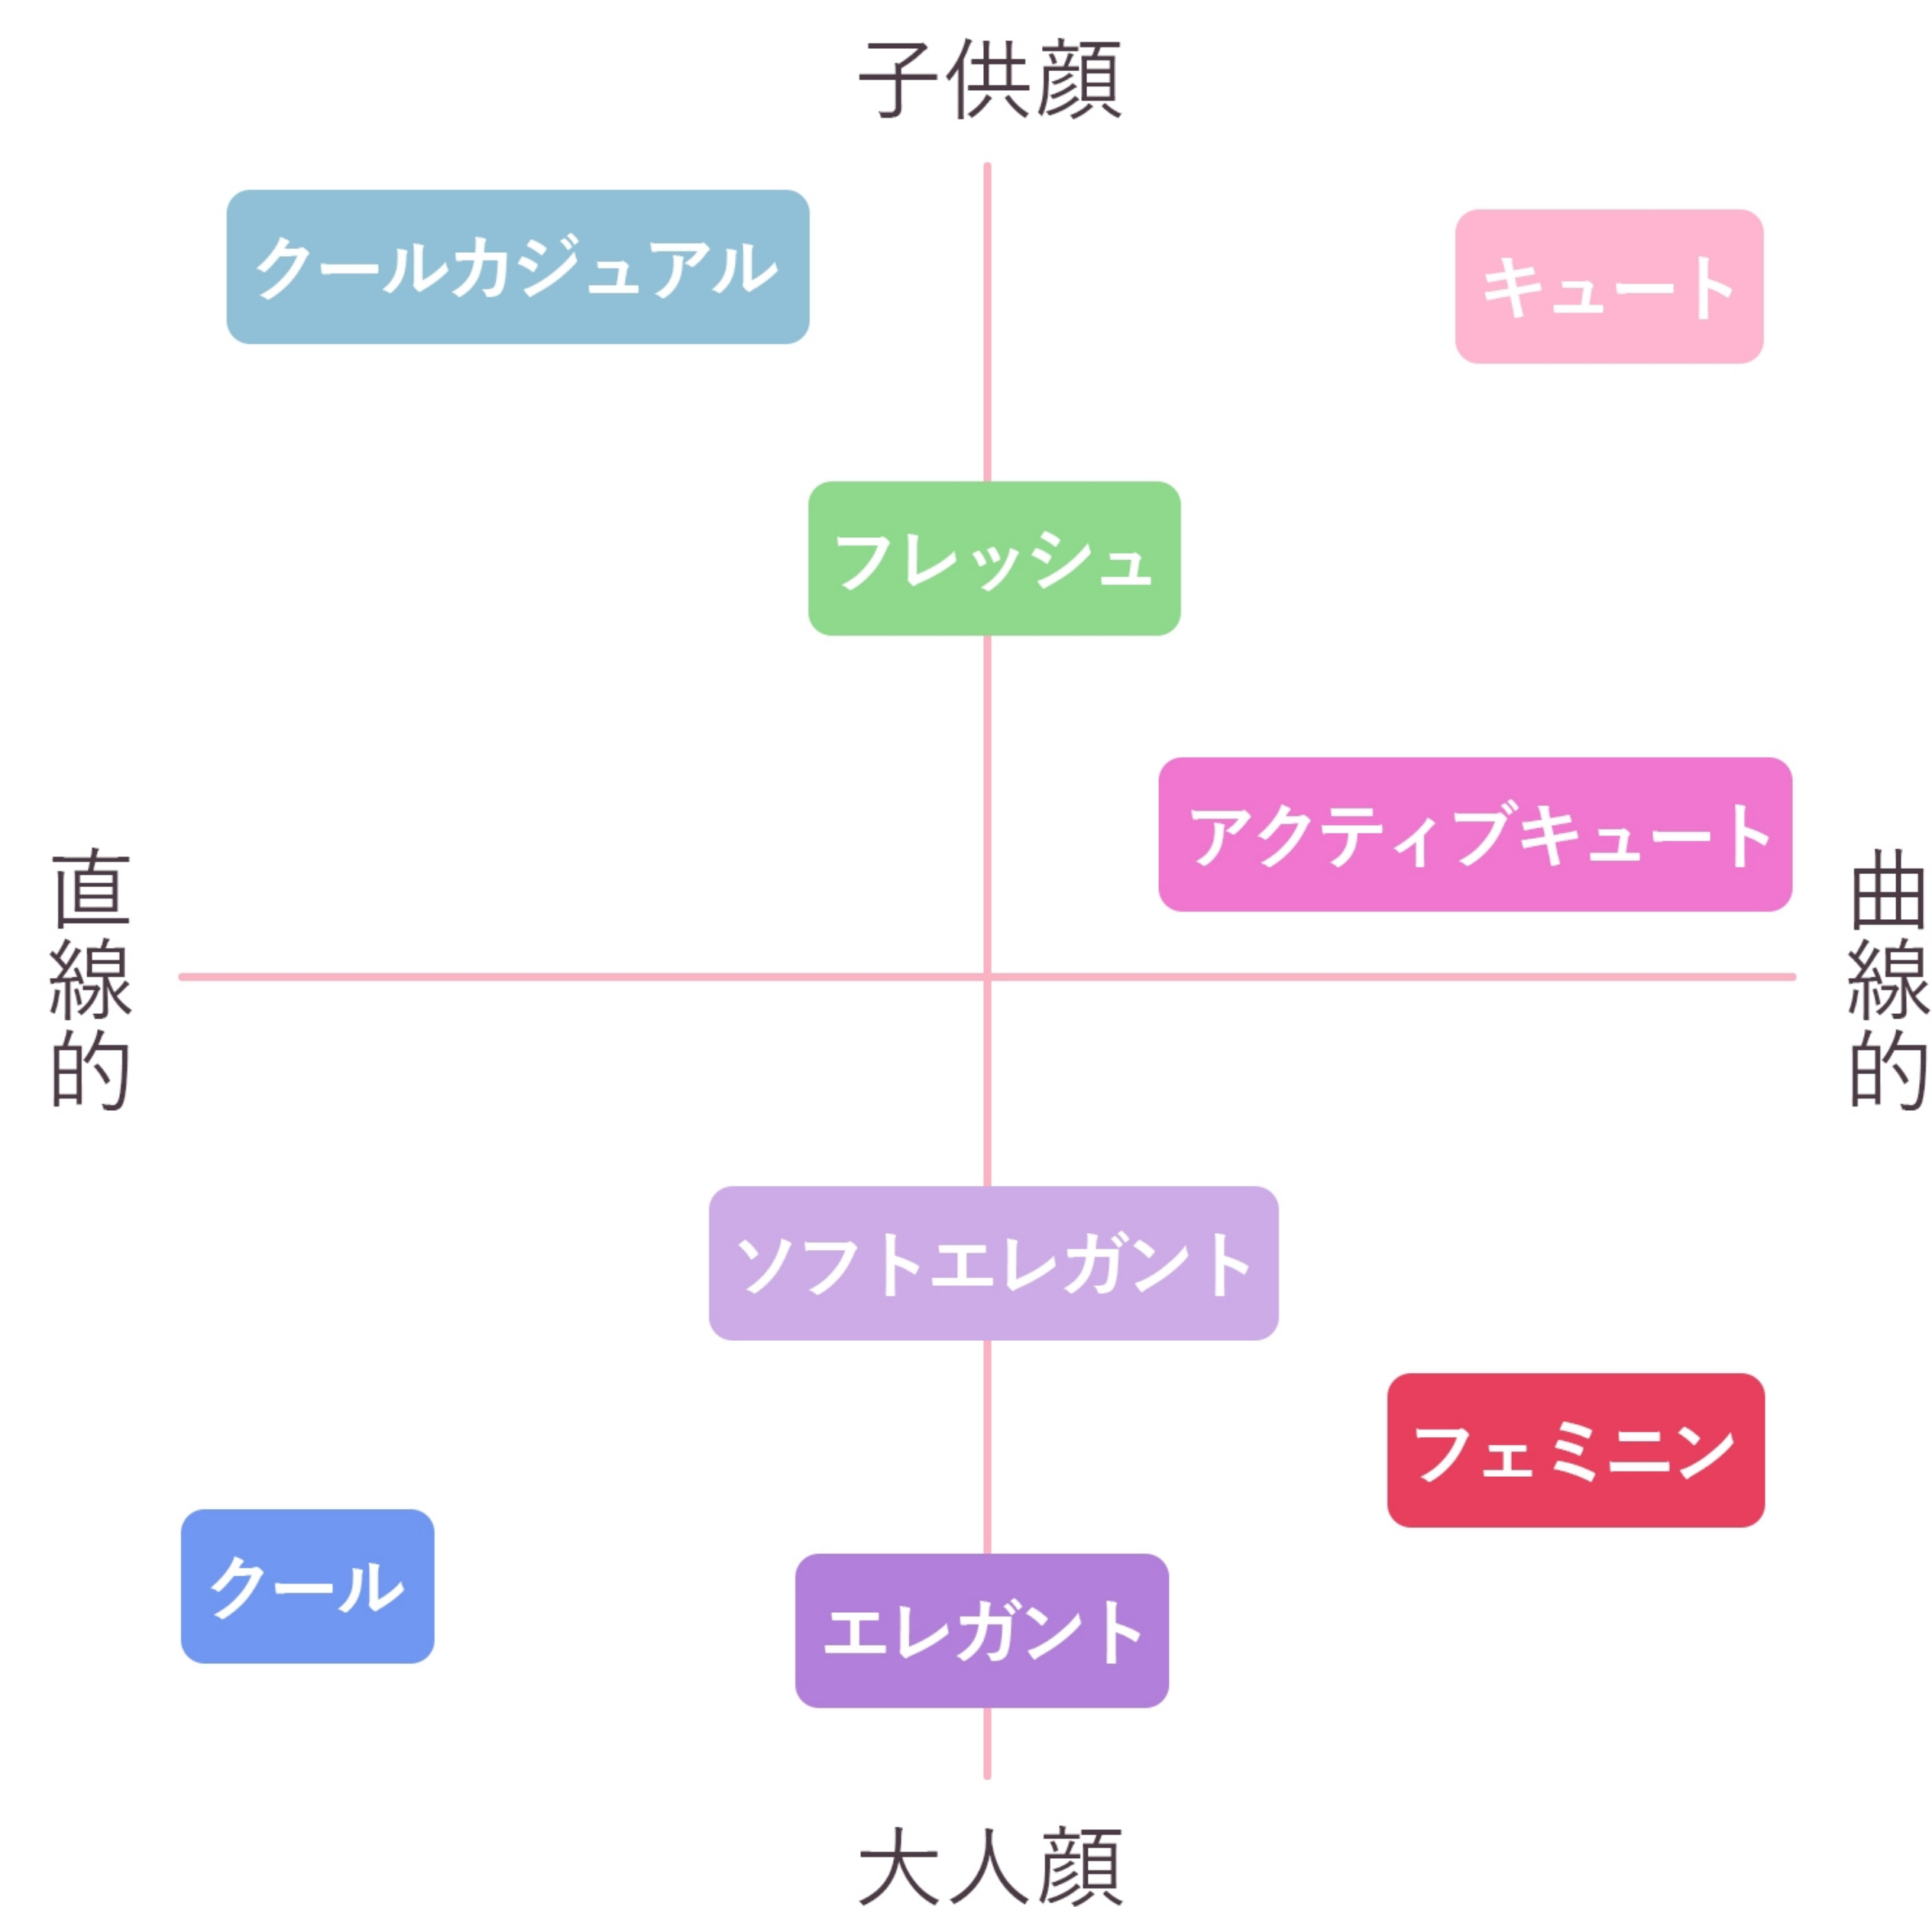 子供顔
クールカジュアル
キュート
フレッシュ
アクティブキュート
直線的
曲線的
ソフトエレガント
フェミニン
クール
エレガント
大人顔